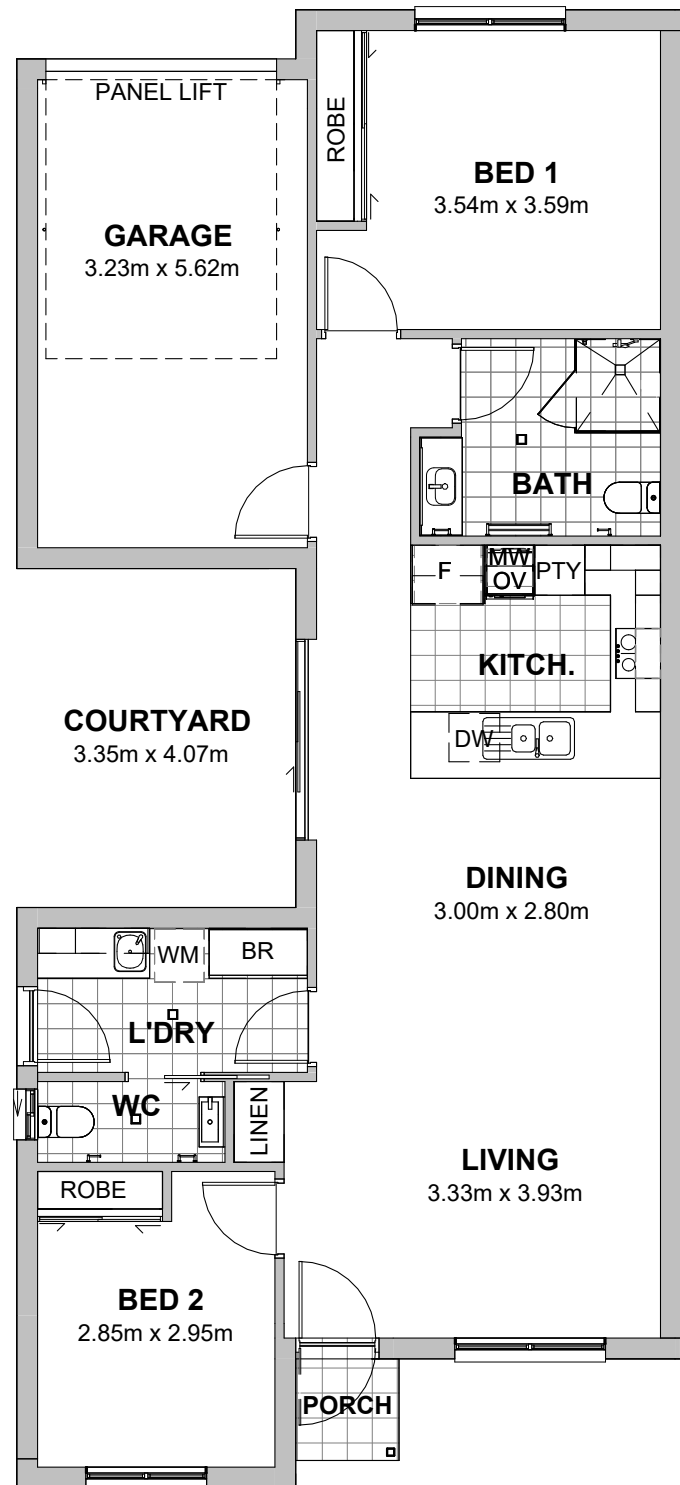 PANEL LIFT
GARAGE
3.23m x 5.62m
ROBE
BED 1
3.54m x 3.59m
BATH
F
MW
OV
PTY
KITCH.
DW
COURTYARD
3.35m x 4.07m
DINING
3.00m x 2.80m
WM
BR
L'DRY
WC
LINEN
LIVING
3.33m x 3.93m
ROBE
BED 2
2.85m x 2.95m
PORCH